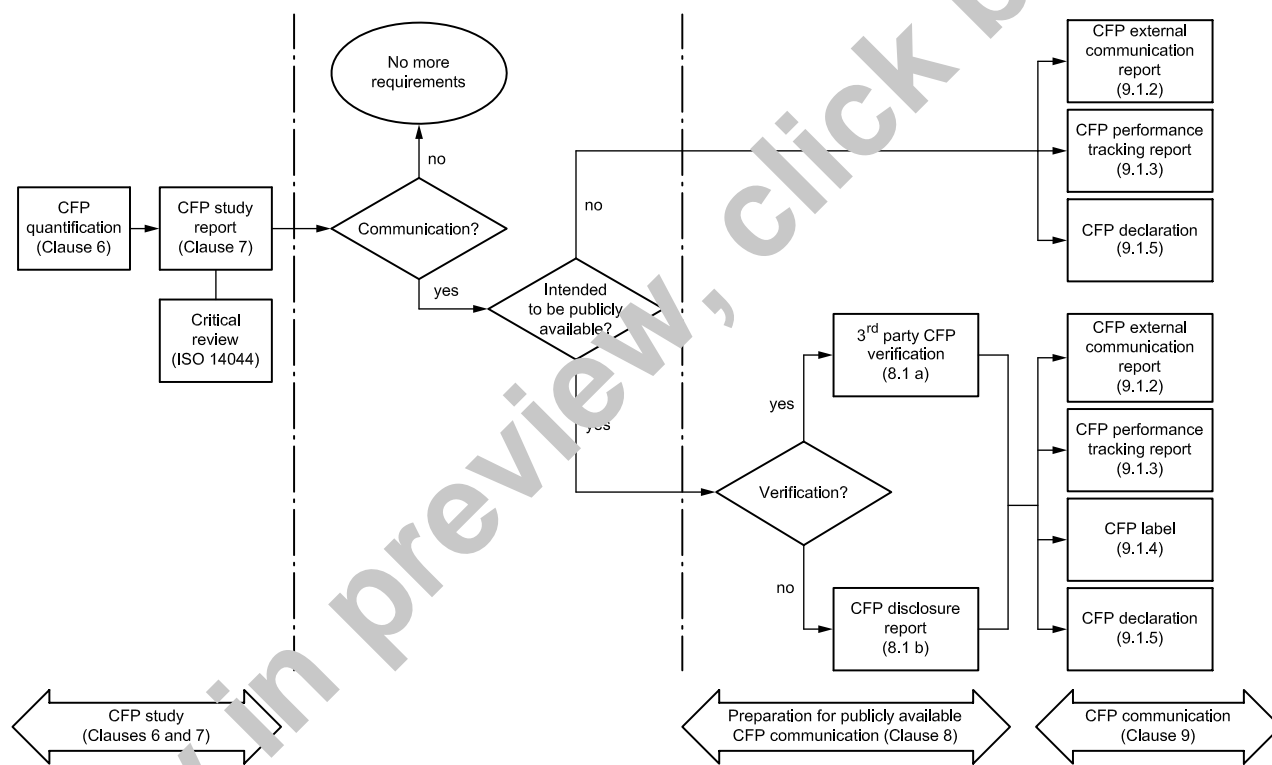 No more
requirements
no
CFP
quantification
(Clause 6)
CFP study
report
(Clause 7)
Critical
review
(ISO 14044)
Communication?
yes
Intended
to be publicly
available?
no
yes
3rd party CFP
verification
(8.1 a)
yes
Verification?
no
CFP disclosure
report
(8.1 b)
CFP external
communication
report
(9.1.2)
CFP performance
tracking report
(9.1.3)
CFP declaration
(9.1.5)
CFP external
communication
report
(9.1.2)
CFP performance
tracking report
(9.1.3)
CFP label
(9.1.4)
CFP declaration
(9.1.5)
CFP study
(Clauses 6 and 7)
Preparation for publicly available
CFP communication (Clause 8)
CFP communication
(Clause 9)
in preview, click